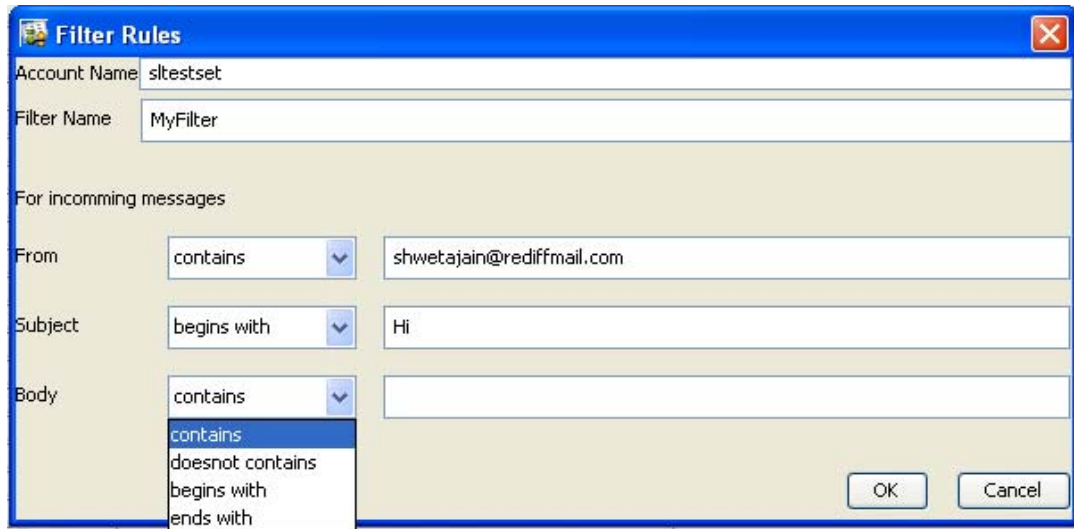 Filter Rules
Account Name sltestset
Filter Name MyFilter
For incomming messages
From contains shwetajain@rediffmail.com
Subject begins with Hi
Body contains
contains
doesnot contains
begins with
ends with
OK Cancel